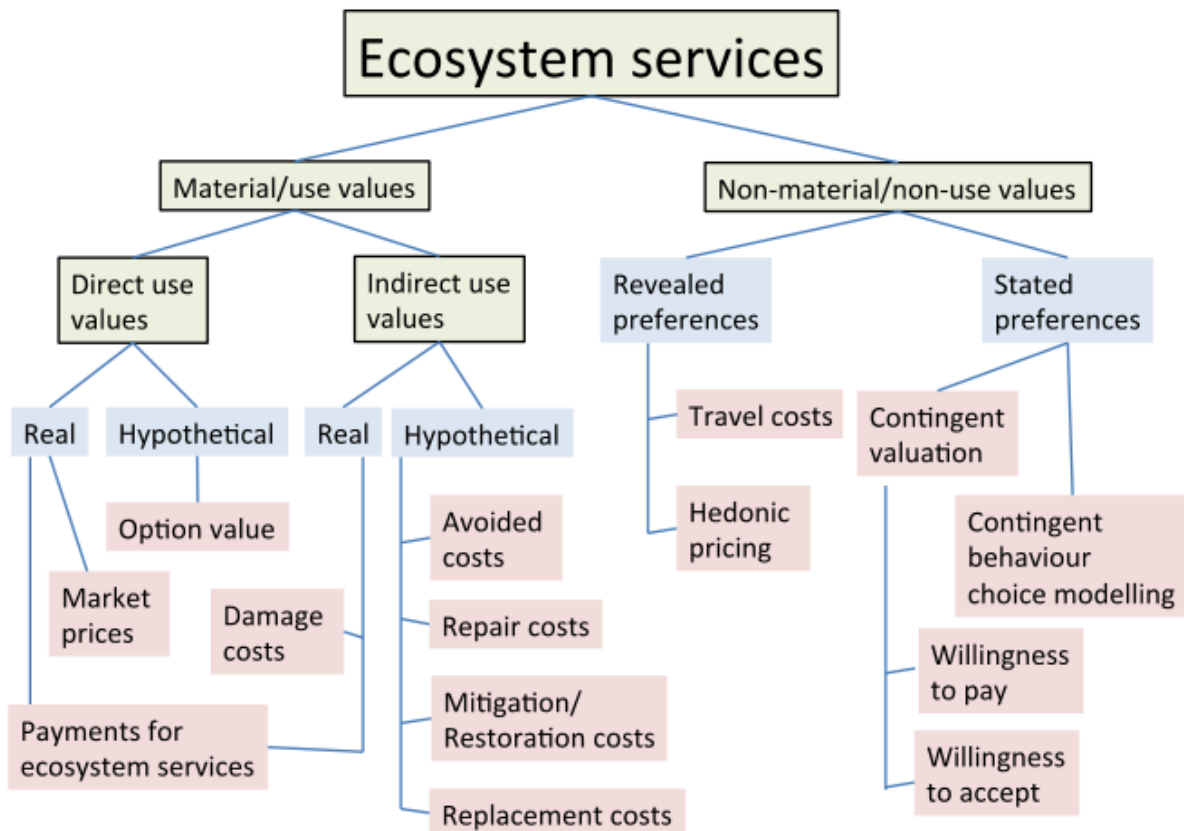 Ecosystem services
Material/use values
Non-material/non-use values
Direct use
values
Indirect use
values
Revealed
preferences
Stated
preferences
Real
Hypothetical
Real
Hypothetical
Travel costs
Contingent
valuation
Option value
Avoided
costs
Hedonic
pricing
Contingent
behaviour
choice modelling
Market
prices
Damage
costs
Repair costs
Willingness
to pay
Payments for
ecosystem services
Mitigation/
Restoration costs
Willingness
to accept
Replacement costs